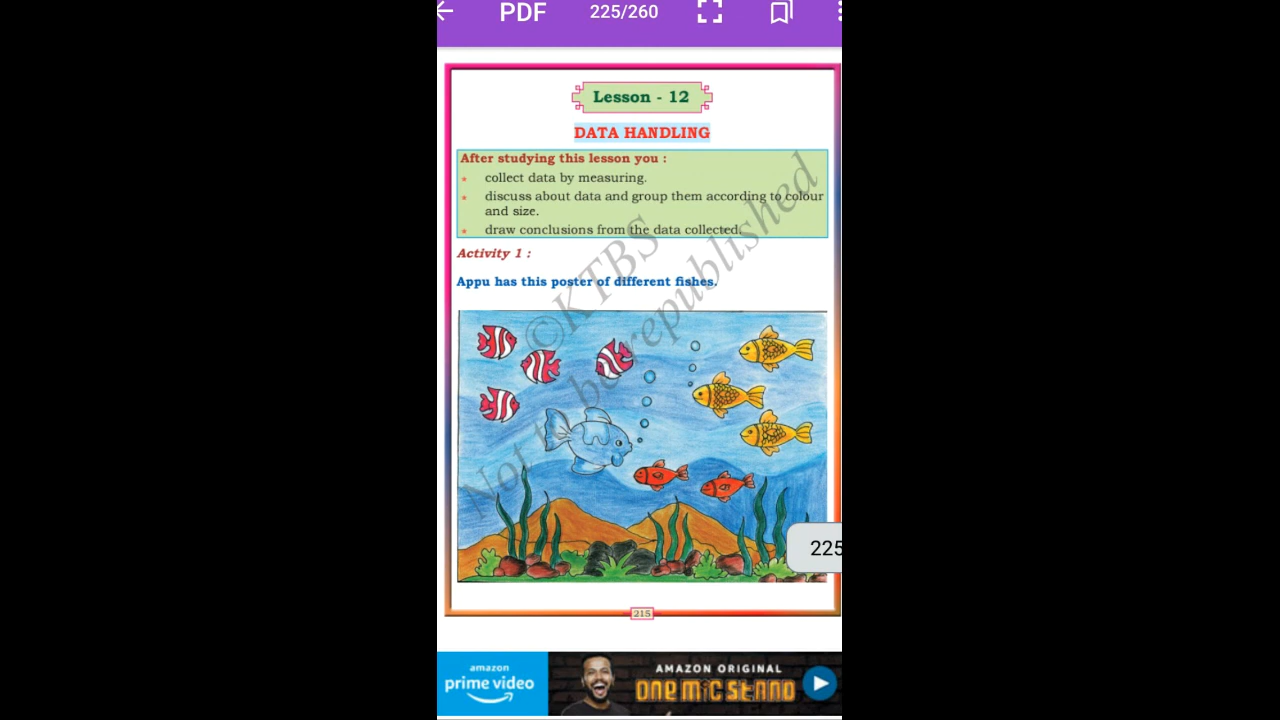 PDF 225/260
Lesson - 12
DATA HANDLING
After studying this lesson you :
collect data by measuring.
discuss about data and group them according to colour
and size.
draw conclusions from the data collected.
Activity 1 :
Appu has this poster of different fishes.
©KTBS
Not to be republished
225
215
amazon
prime video
AMAZON ORIGINAL
ONE MIC STAND